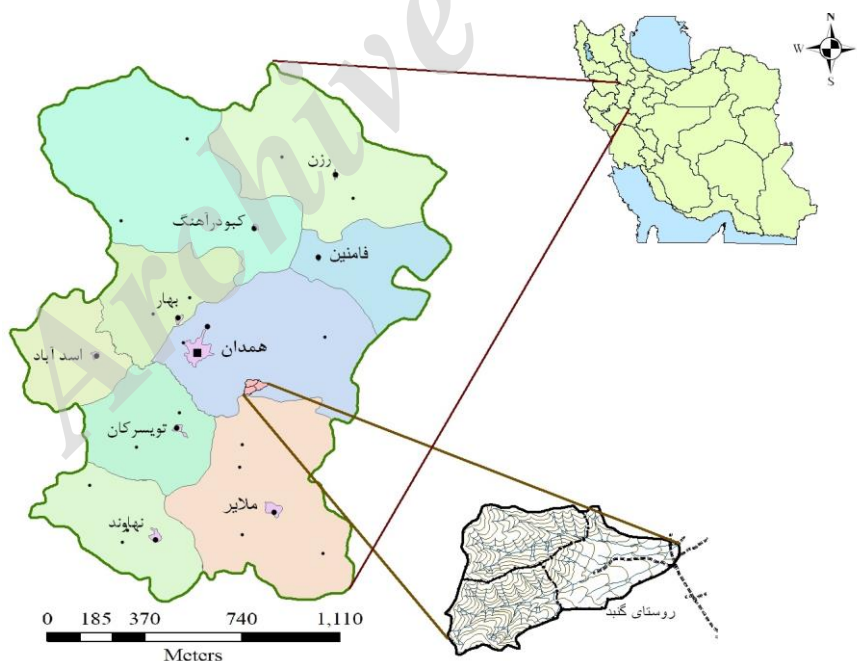 N
W
S
رزن
کبودرآهنگ
فامنین
بهار
همدان
اسد آباد
تویسرکان
ملایر
نهاوند
روستای گنبد
0 185 370 740 1,110
Meters
Archive